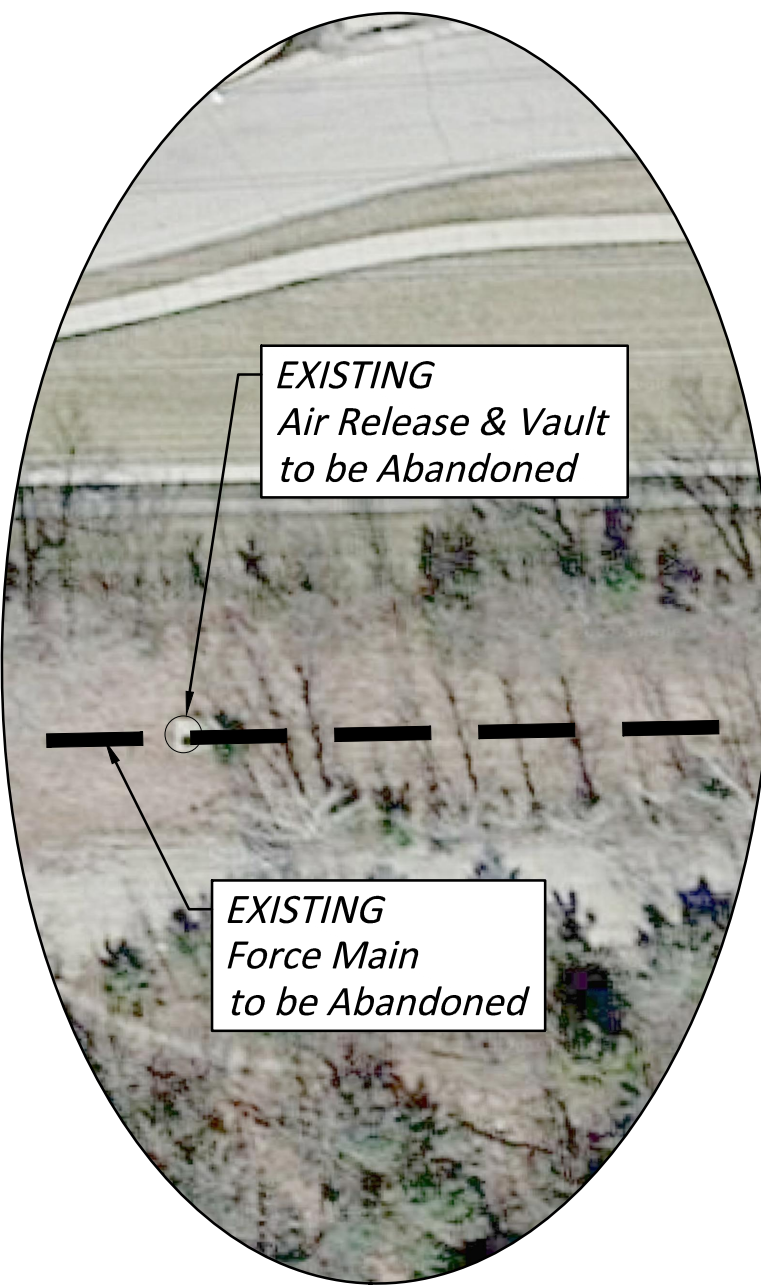 EXISTING
Air Release & Vault
to be Abandoned
EXISTING
Force Main
to be Abandoned